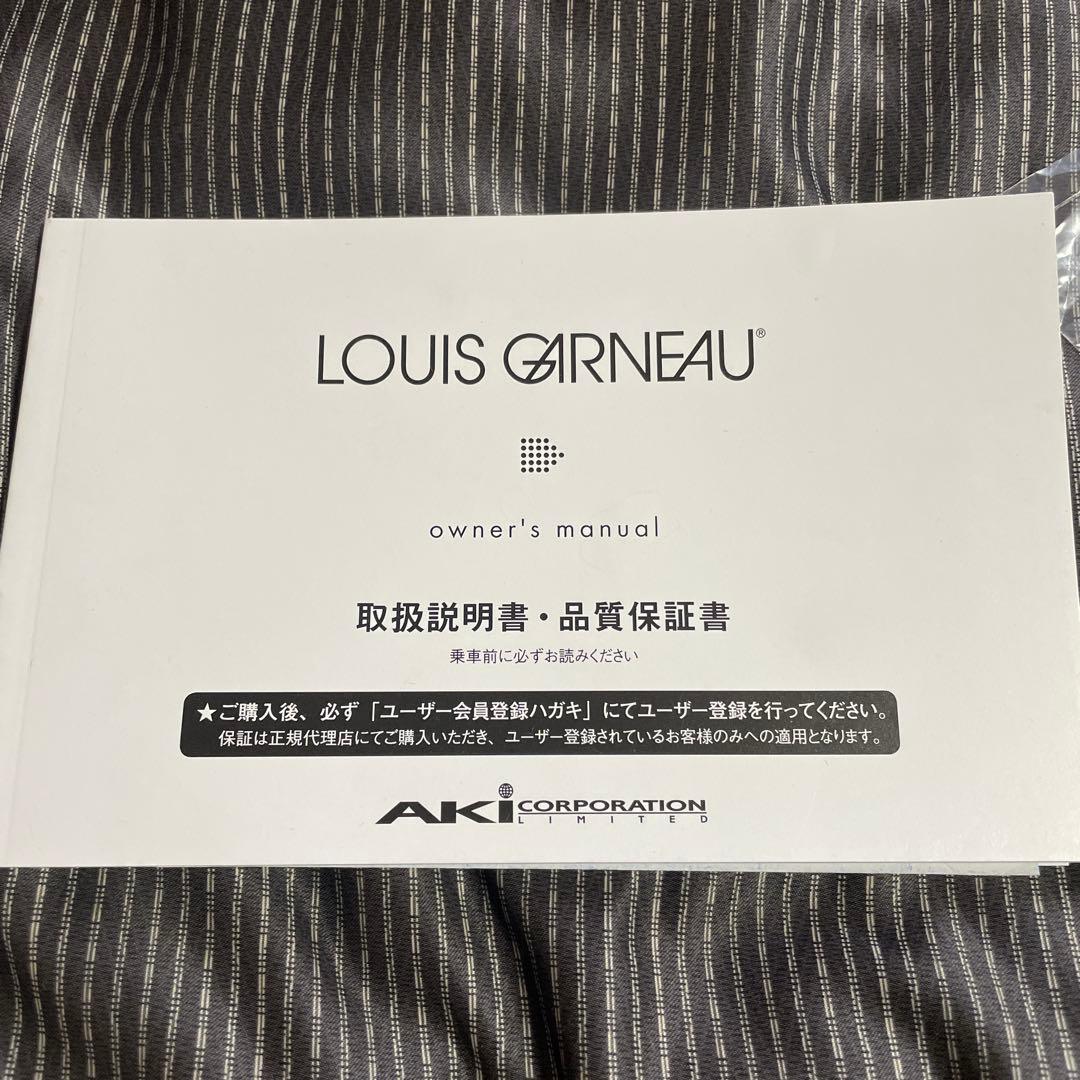 LOUIS GARNEAU®
owner's manual
取扱説明書・品質保証書
乗車前に必ずお読みください
★ご購入後、必ず「ユーザー会員登録ハガキ」にてユーザー登録を行ってください。
保証は正規代理店にてご購入いただき、ユーザー登録されているお客様のみへの適用となります。
AKi CORPORATION
LIMITED